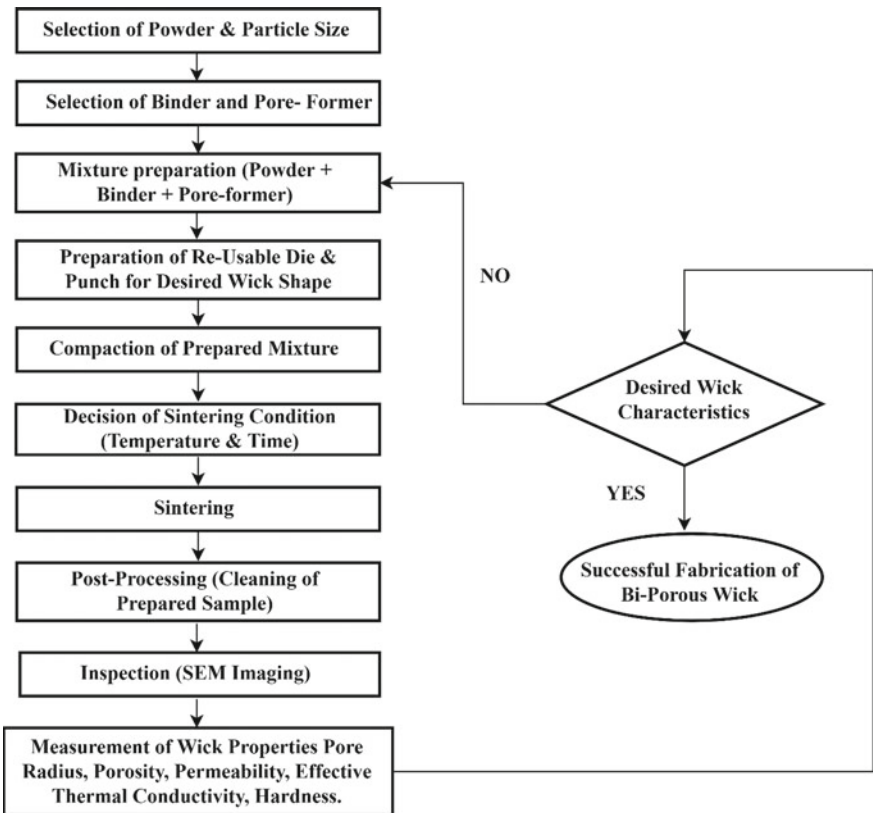 Selection of Powder & Particle Size
Selection of Binder and Pore- Former
Mixture preparation (Powder +
Binder + Pore-former)
Preparation of Re-Usable Die &
Punch for Desired Wick Shape
Compaction of Prepared Mixture
Decision of Sintering Condition
(Temperature & Time)
Sintering
Post-Processing (Cleaning of
Prepared Sample)
Inspection (SEM Imaging)
Measurement of Wick Properties Pore
Radius, Porosity, Permeability, Effective
Thermal Conductivity, Hardness.
NO
Desired Wick
Characteristics
YES
Successful Fabrication of
Bi-Porous Wick